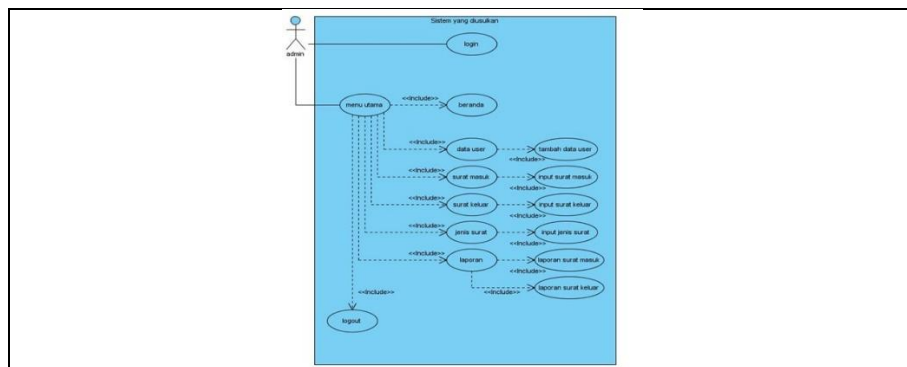 Sistem yang diusulkan
admin
login
menu utama
<<Include>>
beranda
<<Include>>
data user
<<Include>>
tambah data user
<<Include>>
surat masuk
<<Include>>
input surat masuk
<<Include>>
surat keluar
<<Include>>
input surat keluar
<<Include>>
jenis surat
<<Include>>
input jenis surat
<<Include>>
laporan
<<Include>>
laporan surat masuk
<<Include>>
<<Include>>
laporan surat keluar
logout